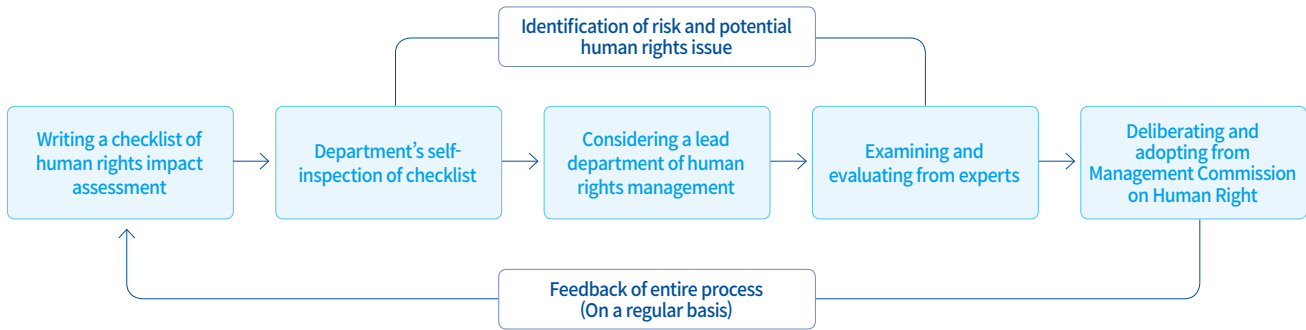 Identification of risk and potential
human rights issue
Writing a checklist of
human rights impact
assessment
Department's self-
inspection of checklist
Considering a lead
department of human
rights management
Examining and
evaluating from experts
Deliberating and
adopting from
Management Commission
on Human Right
Feedback of entire process
(On a regular basis)